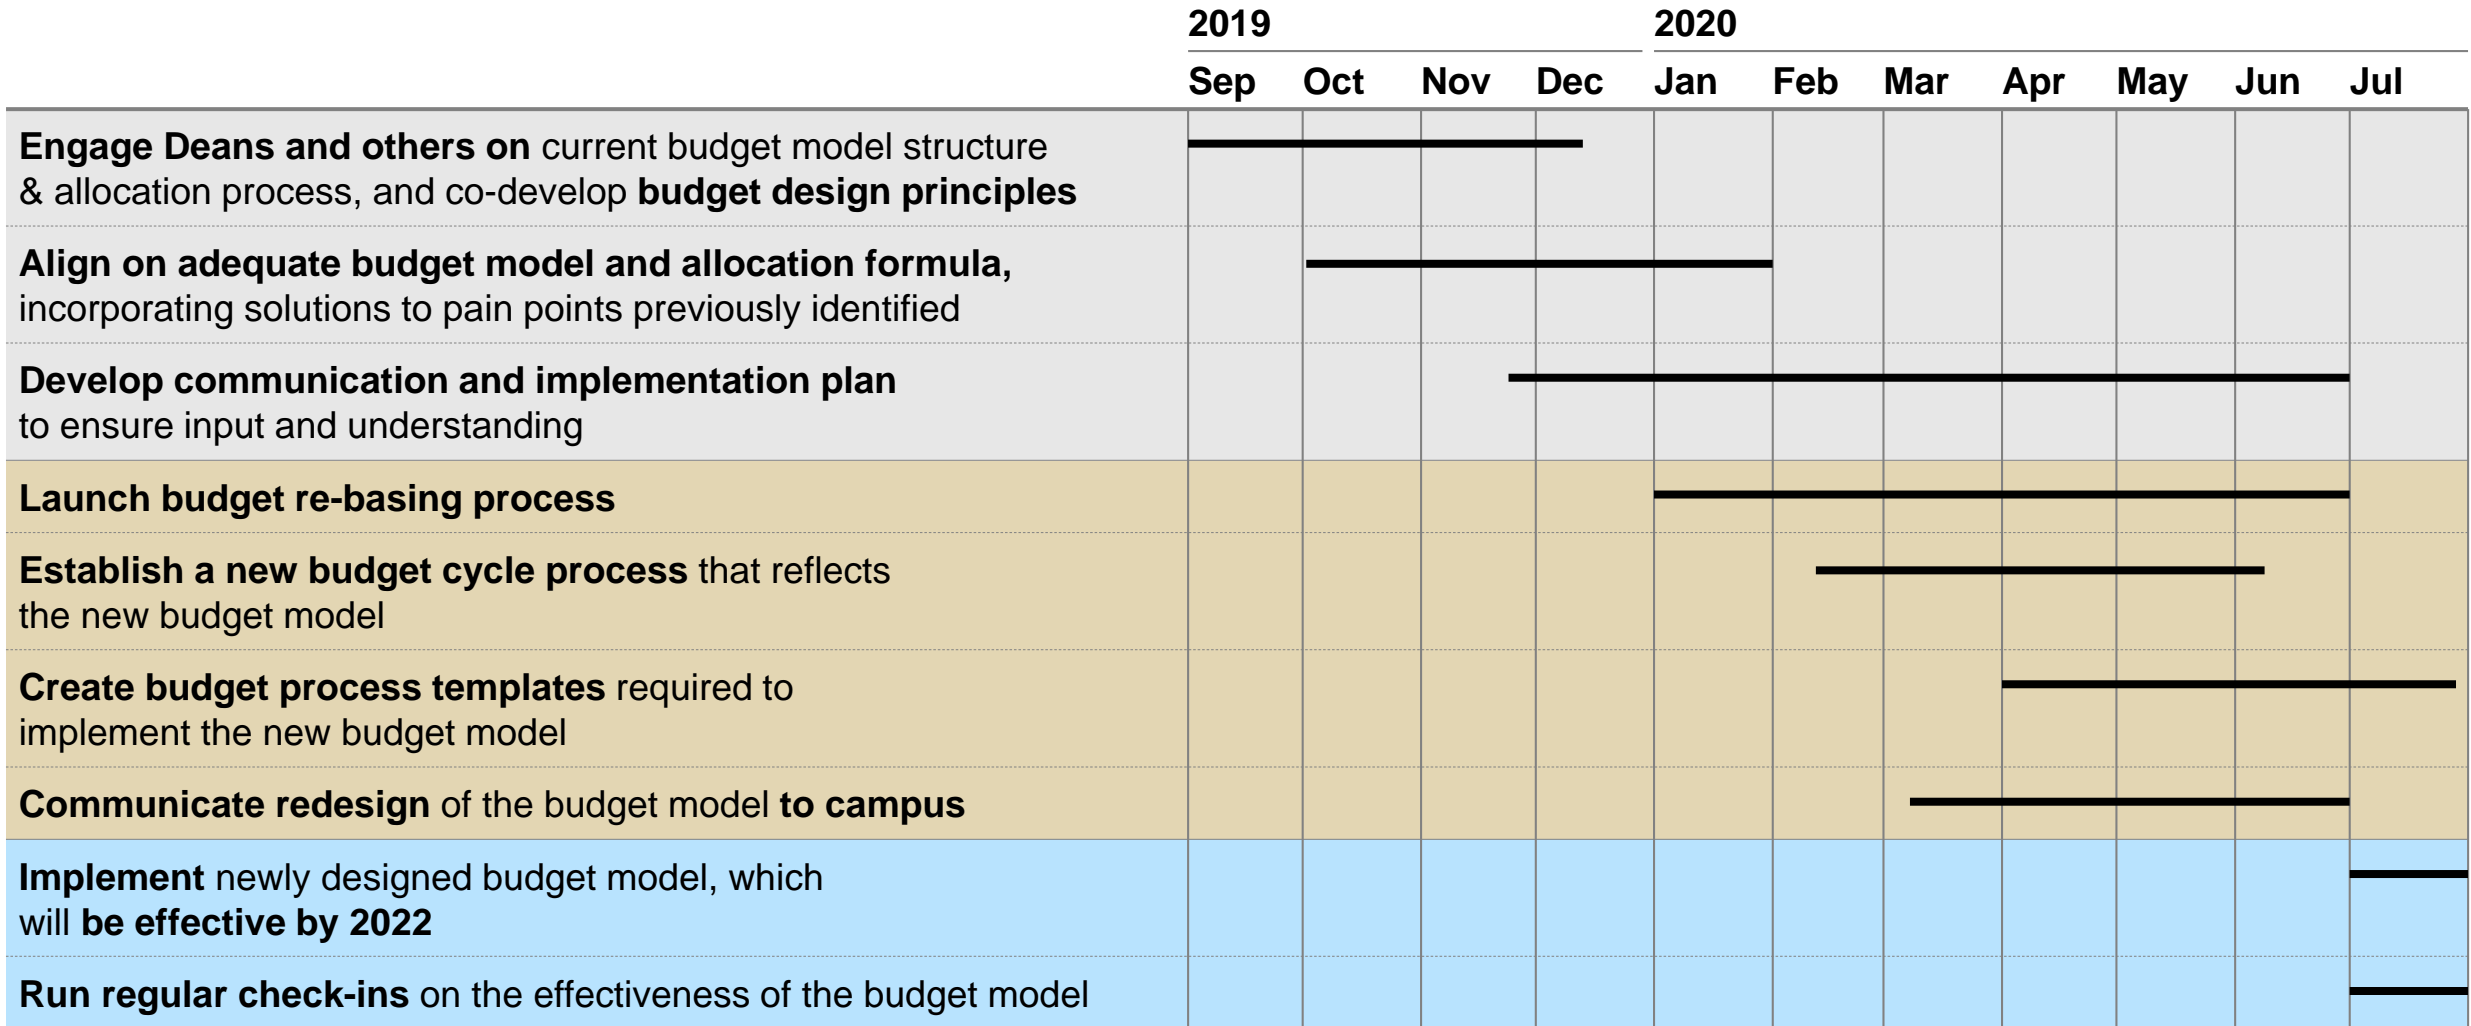 2019 2020
Sep Oct Nov Dec Jan Feb Mar Apr May Jun Jul
Engage Deans and others on current budget model structure
& allocation process, and co-develop budget design principles
Align on adequate budget model and allocation formula,
incorporating solutions to pain points previously identified
Develop communication and implementation plan
to ensure input and understanding
Launch budget re-basing process
Establish a new budget cycle process that reflects
the new budget model
Create budget process templates required to
implement the new budget model
Communicate redesign of the budget model to campus
Implement newly designed budget model, which
will be effective by 2022
Run regular check-ins on the effectiveness of the budget model